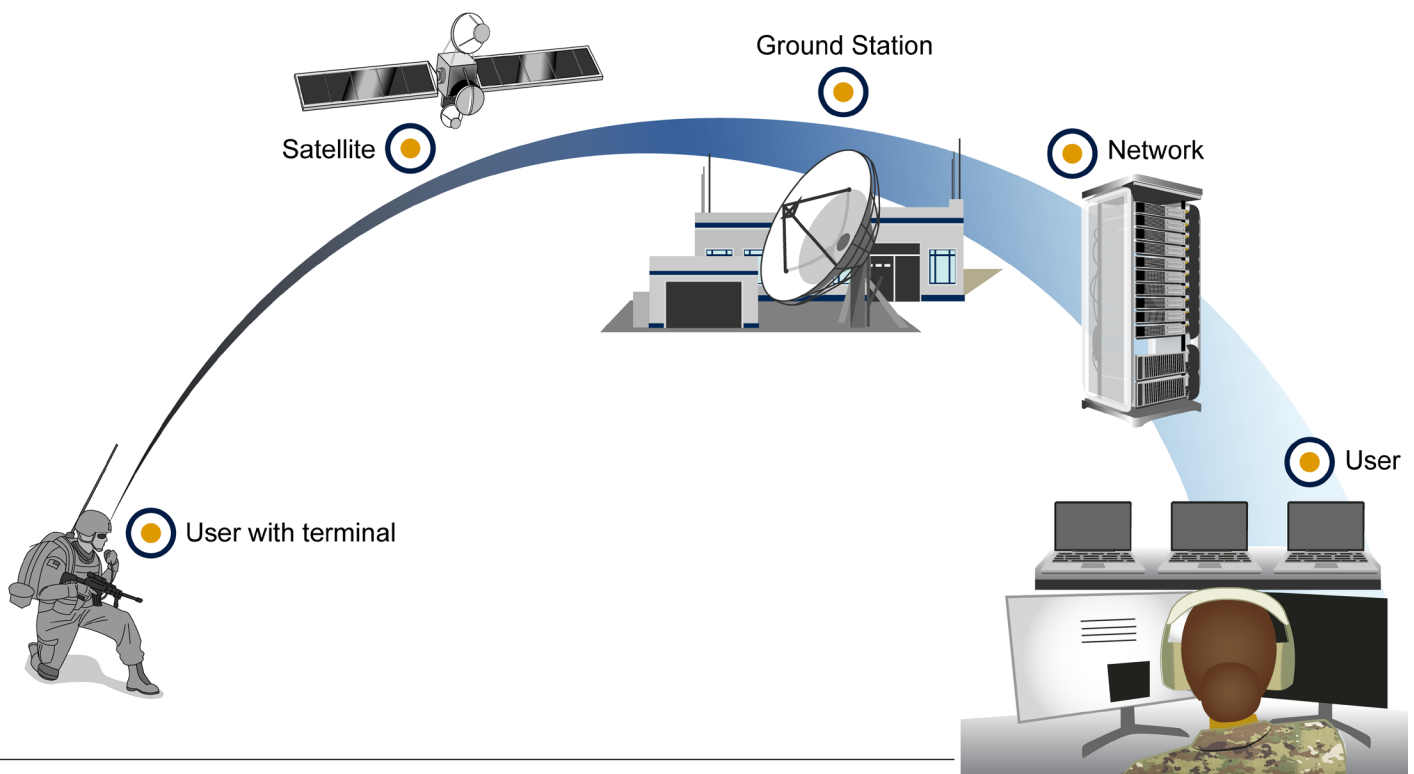 Ground Station
Satellite
Network
User
User with terminal